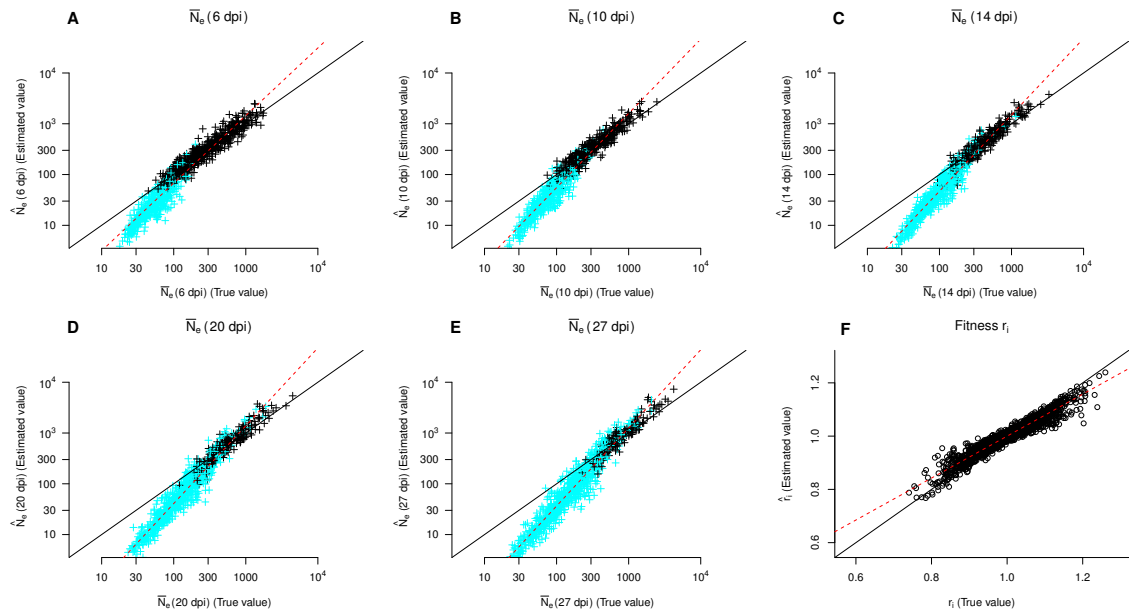 A
N̅e (6 dpi)
N̂e (6 dpi) (Estimated value)
10⁴
1000
300
100
30
10
10 30 100 300 1000 10⁴
N̅e (6 dpi) (True value)
B
N̅e (10 dpi)
N̂e (10 dpi) (Estimated value)
10⁴
1000
300
100
30
10
10 30 100 300 1000 10⁴
N̅e (10 dpi) (True value)
C
N̅e (14 dpi)
N̂e (14 dpi) (Estimated value)
10⁴
1000
300
100
30
10
10 30 100 300 1000 10⁴
N̅e (14 dpi) (True value)
D
N̅e (20 dpi)
N̂e (20 dpi) (Estimated value)
10⁴
1000
300
100
30
10
10 30 100 300 1000 10⁴
N̅e (20 dpi) (True value)
E
N̅e (27 dpi)
N̂e (27 dpi) (Estimated value)
10⁴
1000
300
100
30
10
10 30 100 300 1000 10⁴
N̅e (27 dpi) (True value)
F
Fitness ri
r̂i (Estimated value)
1.2
1.0
0.8
0.6
0.6 0.8 1.0 1.2
ri (True value)